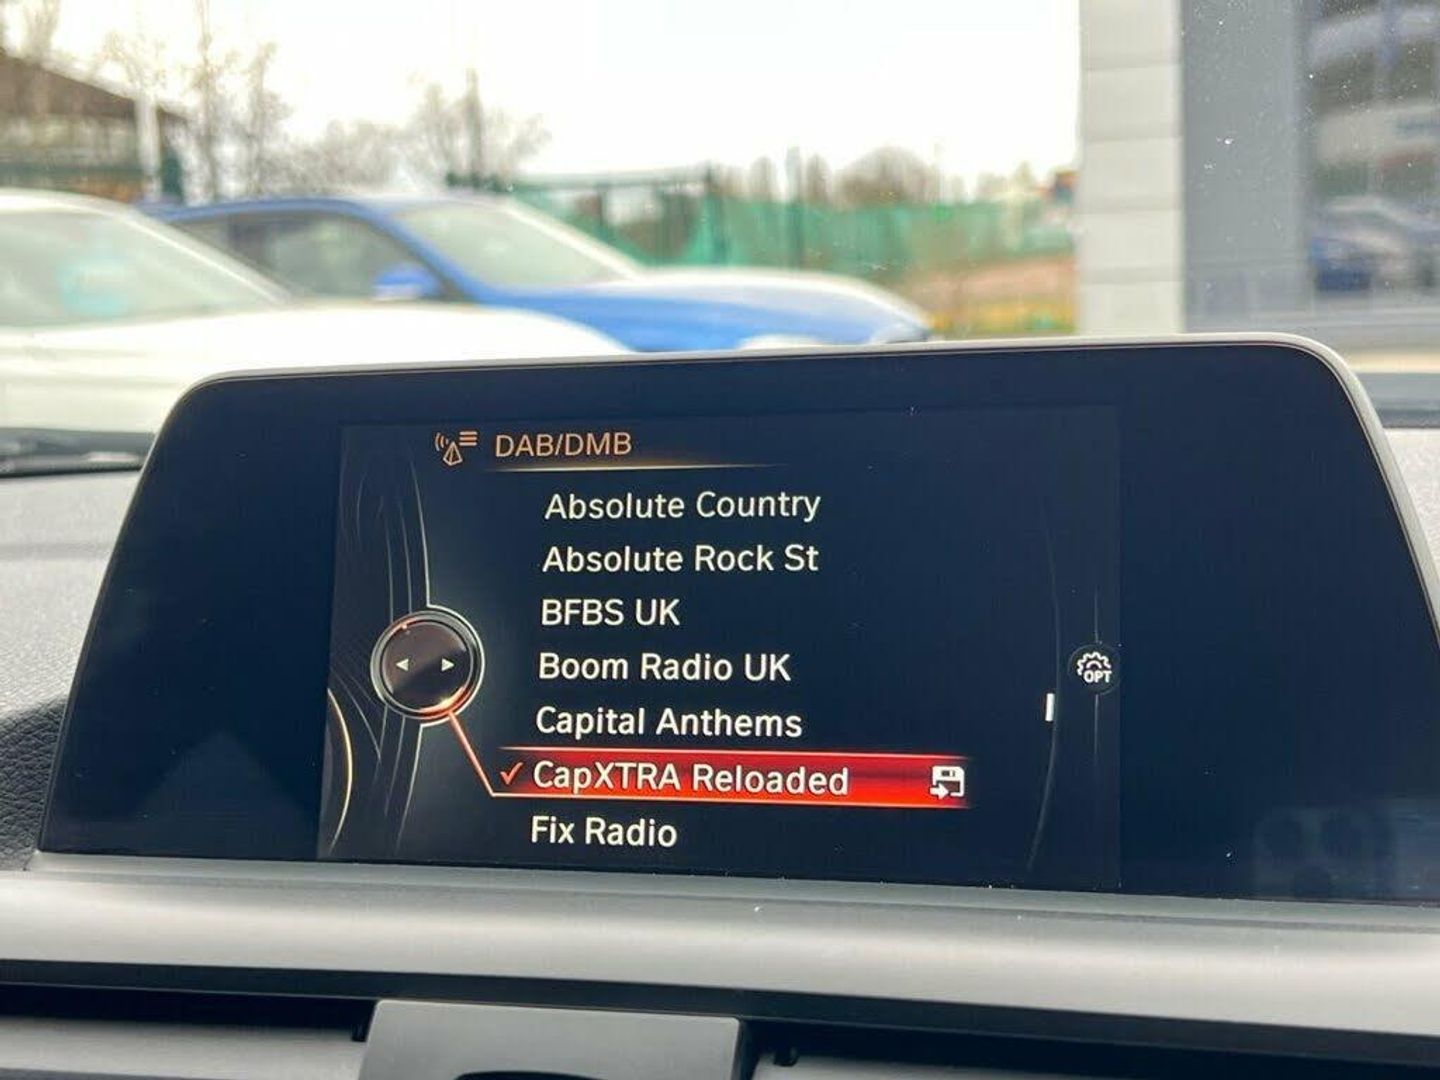 DAB/DMB
Absolute Country
Absolute Rock St
BFBS UK
Boom Radio UK
Capital Anthems
CapXTRA Reloaded
Fix Radio
OPT